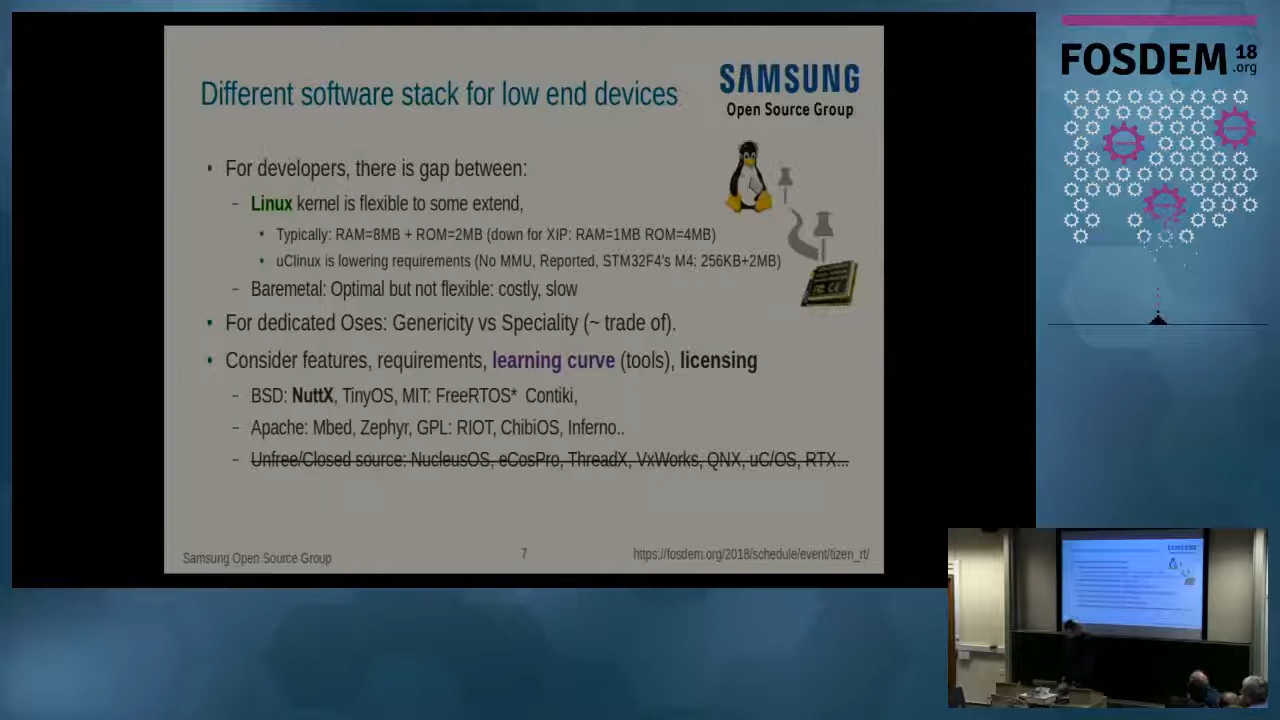 Different software stack for low end devices
SAMSUNG
Open Source Group
• For developers, there is gap between:
– Linux kernel is flexible to some extend,
• Typically: RAM=8MB + ROM=2MB (down for XIP: RAM=1MB ROM=4MB)
• uClinux is lowering requirements (No MMU, Reported, STM32F4's M4: 256KB+2MB)
– Baremetal: Optimal but not flexible: costly, slow
• For dedicated Oses: Genericity vs Speciality (~ trade of).
• Consider features, requirements, learning curve (tools), licensing
– BSD: NuttX, TinyOS, MIT: FreeRTOS* Contiki,
– Apache: Mbed, Zephyr, GPL: RIOT, ChibiOS, Inferno..
– Unfree/Closed source: NucleusOS, eCosPro, ThreadX, VxWorks, QNX, uC/OS, RTX...
Samsung Open Source Group
7
https://fosdem.org/2018/schedule/event/tizen_rt/
FOSDEM 18
.org
SAMSUNG